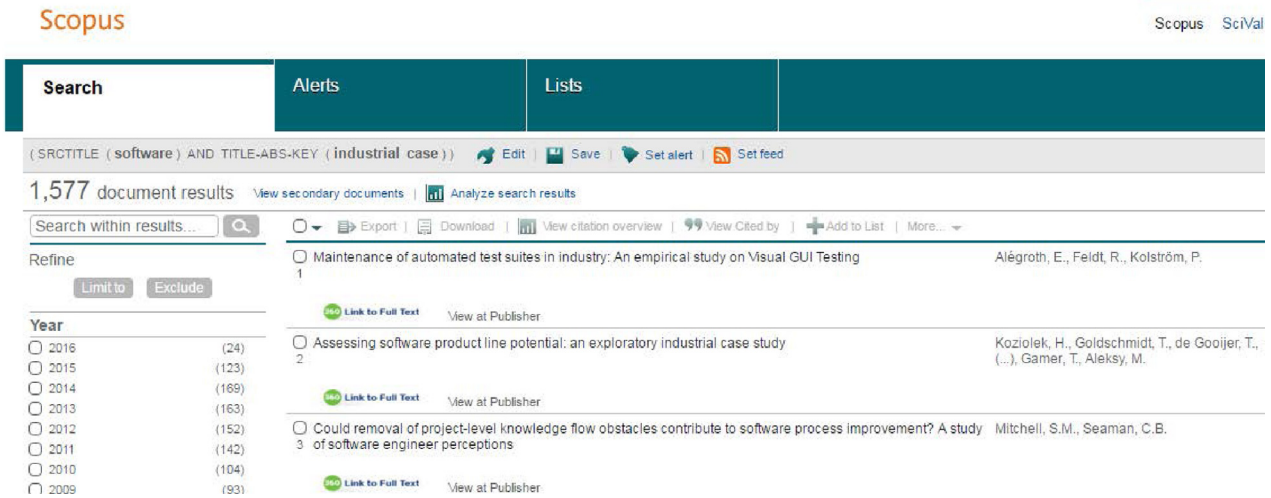 Scopus
Scopus SciVal
Search Alerts Lists
( SRCTITLE ( software ) AND TITLE-ABS-KEY ( industrial case ) ) Edit | Save | Set alert | Set feed
1,577 document results View secondary documents | Analyze search results
Search within results... Export | Download | View citation overview | View Cited by | Add to List | More...
Refine
Limit to Exclude
Year
2016 (24)
2015 (123)
2014 (169)
2013 (163)
2012 (152)
2011 (142)
2010 (104)
2009 (93)
Maintenance of automated test suites in industry: An empirical study on Visual GUI Testing Alégroth, E., Feldt, R., Kolström, P.
1
360 Link to Full Text View at Publisher
Assessing software product line potential: an exploratory industrial case study Koziolek, H., Goldschmidt, T., de Gooijer, T.,
2 (...), Gamer, T., Aleksy, M.
360 Link to Full Text View at Publisher
Could removal of project-level knowledge flow obstacles contribute to software process improvement? A study Mitchell, S.M., Seaman, C.B.
3 of software engineer perceptions
360 Link to Full Text View at Publisher